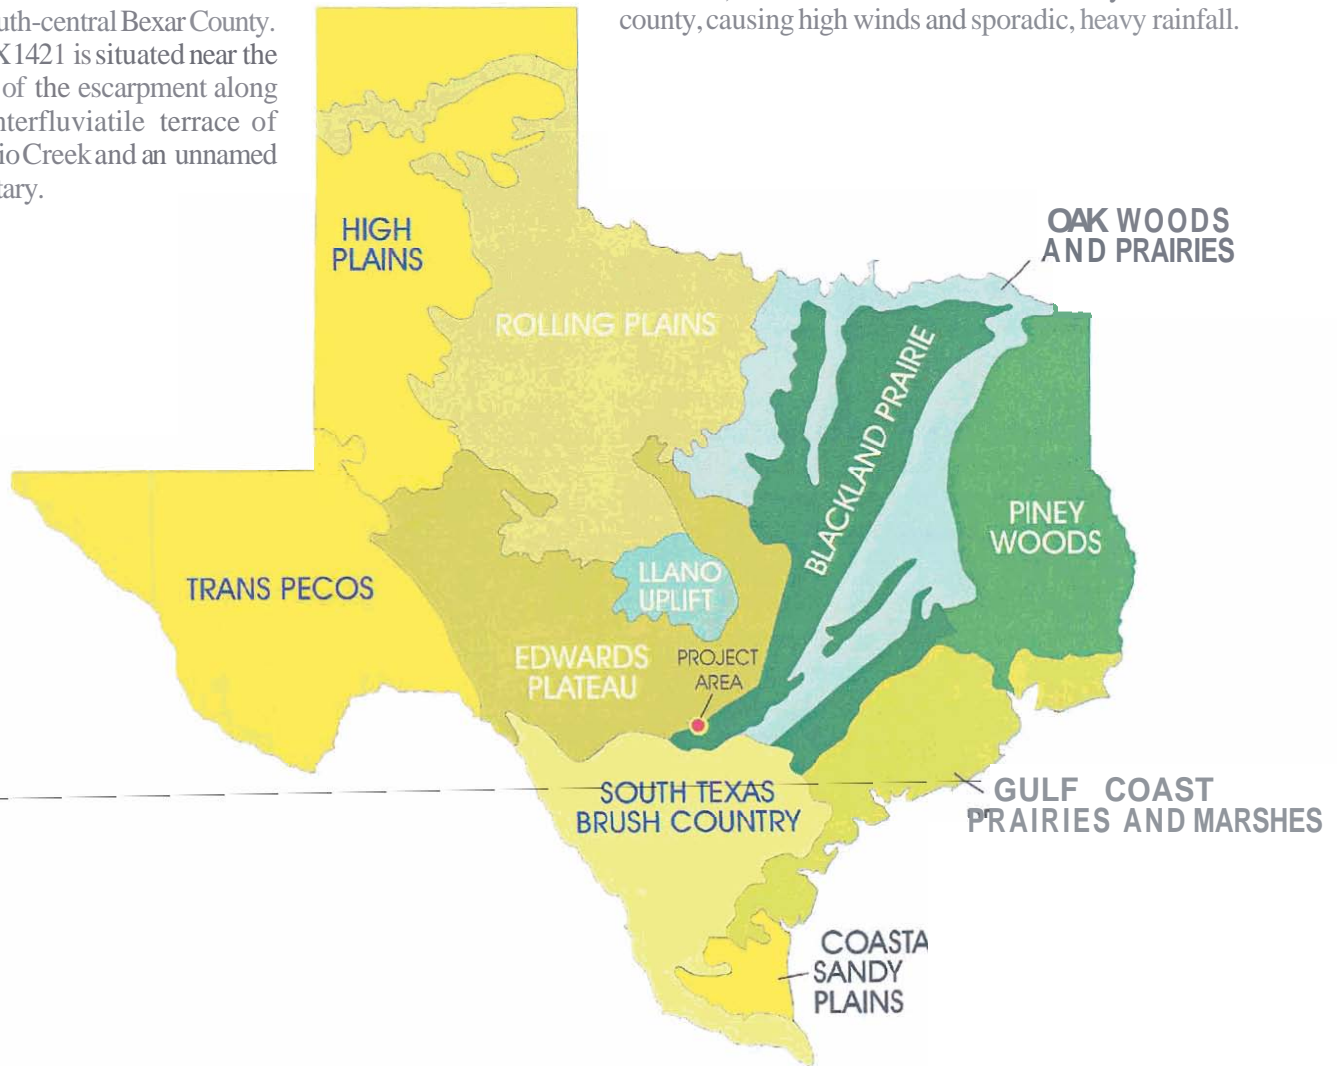 uth-central Bexar County.
X1421 is situated near the
of the escarpment along
nterfluviatile terrace of
io Creek and an unnamed
tary.
county, causing high winds and sporadic, heavy rainfall.
HIGH
PLAINS
OAK WOODS
AND PRAIRIES
ROLLING PLAINS
BLACKLAND PRAIRIE
PINEY
WOODS
TRANS PECOS
LLANO
UPLIFT
EDWARDS
PLATEAU
PROJECT
AREA
SOUTH TEXAS
BRUSH COUNTRY
GULF COAST
PRAIRIES AND MARSHES
COASTA
SANDY
PLAINS